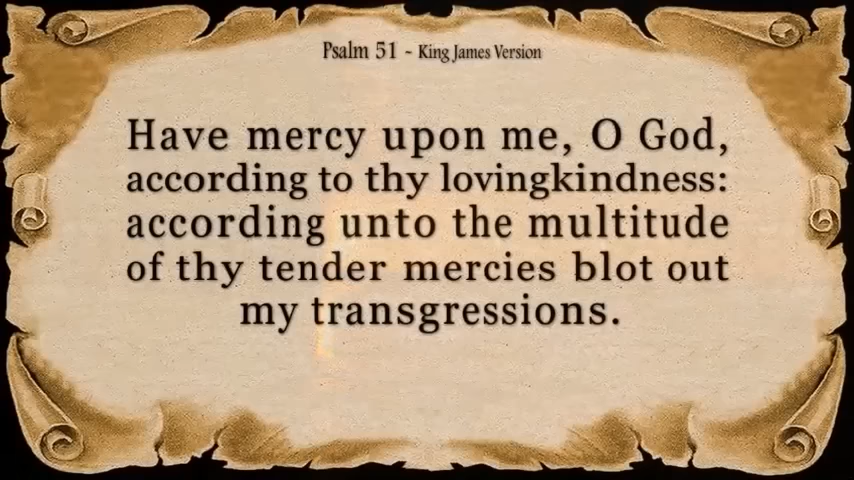 Psalm 51 - King James Version
Have mercy upon me, O God,
according to thy lovingkindness:
according unto the multitude
of thy tender mercies blot out
my transgressions.